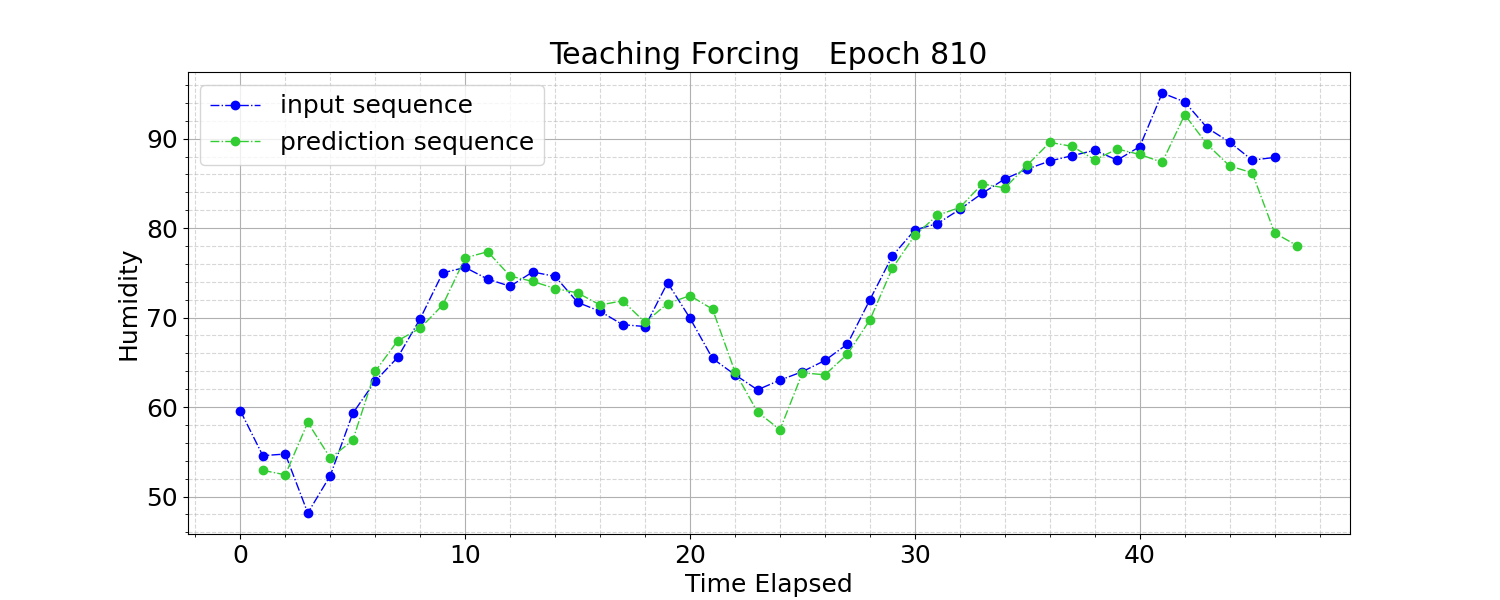 Teaching Forcing   Epoch 810
input sequence
prediction sequence
90
80
70
60
50
Humidity
0 10 20 30 40
Time Elapsed